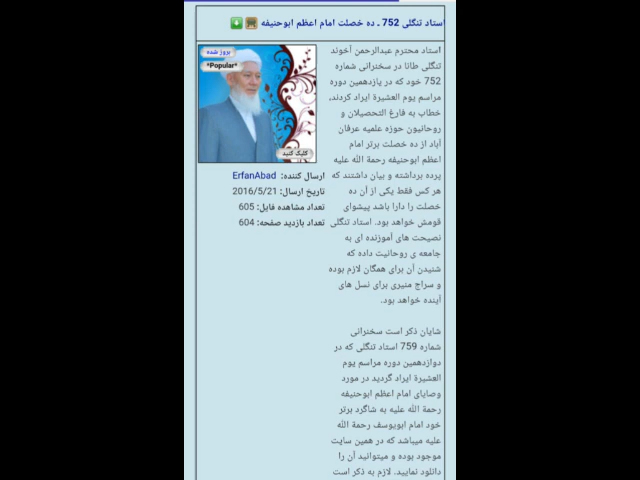 استاد تنگلی 752 ـ ده خصلت امام اعظم ابوحنیفه
بروز شده
*Popular*
کلیک کنید
ارسال کننده: ErfanAbad
تاریخ ارسال: 2016/5/21
تعداد مشاهده فایل: 605
تعداد بازدید صفحه: 604
استاد محترم عبدالرحمن آخوند
تنگلی طانا در سخنرانی شماره
752 خود که در یازدهمین دوره
مراسم یوم العشیرة ایراد کردند،
خطاب به فارغ التحصیلان و
روحانیون حوزه علمیه عرفان
آباد از ده خصلت برتر امام
اعظم ابوحنیفه رحمة الله علیه
پرده برداشته و بیان داشتند که
هر کس فقط یکی از آن ده
خصلت را دارا باشد پیشوای
قومش خواهد بود. استاد تنگلی
نصیحت های آموزنده ای به
جامعه ی روحانیت داده که
شنیدن آن برای همگان لازم بوده
و سراج منیری برای نسل های
آینده خواهد بود.
شایان ذکر است سخنرانی
شماره 759 استاد تنگلی که در
دوازدهمین دوره مراسم یوم
العشیرة ایراد گردید در مورد
وصایای امام اعظم ابوحنیفه
رحمة الله علیه به شاگرد برتر
خود امام ابویوسف رحمة الله
علیه میباشد که در همین سایت
موجود بوده و میتوانید آن را
دانلود نمایید. لازم به ذکر است